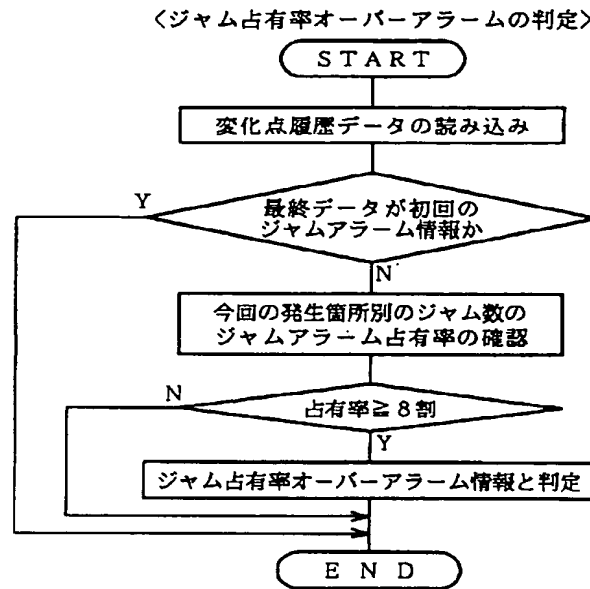 〈ジャム占有率オーバーアラームの判定〉
START
変化点履歴データの読み込み
Y
最終データが初回の
ジャムアラーム情報か
N
今回の発生箇所別のジャム数の
ジャムアラーム占有率の確認
N
占有率≧8割
Y
ジャム占有率オーバーアラーム情報と判定
END